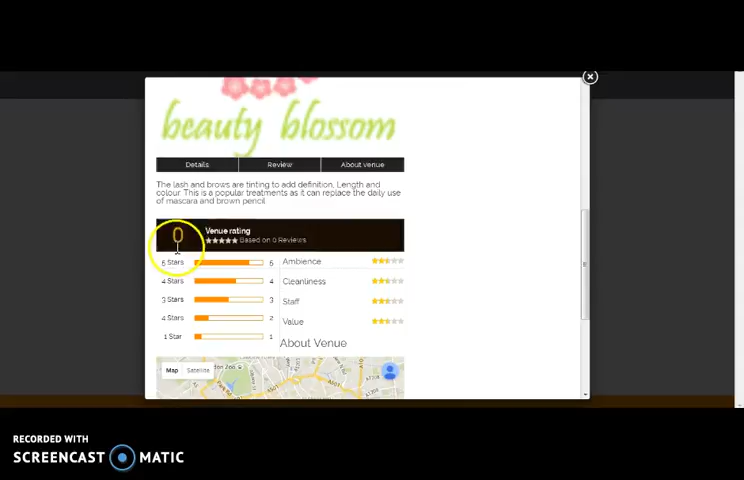 beauty blossom
Details Review About venue
The lash and brows are tinting to add definition, Length and
colour. This is a popular treatments as it can replace the daily use
of mascara and brown pencil
0 Venue rating
Based on 0 Reviews
5 Stars 5 Ambience
4 Stars 4 Cleanliness
3 Stars 3 Staff
4 Stars 2 Value
1 Star 1
About Venue
Map Satellite
A501
RECORDED WITH
SCREENCAST MATIC